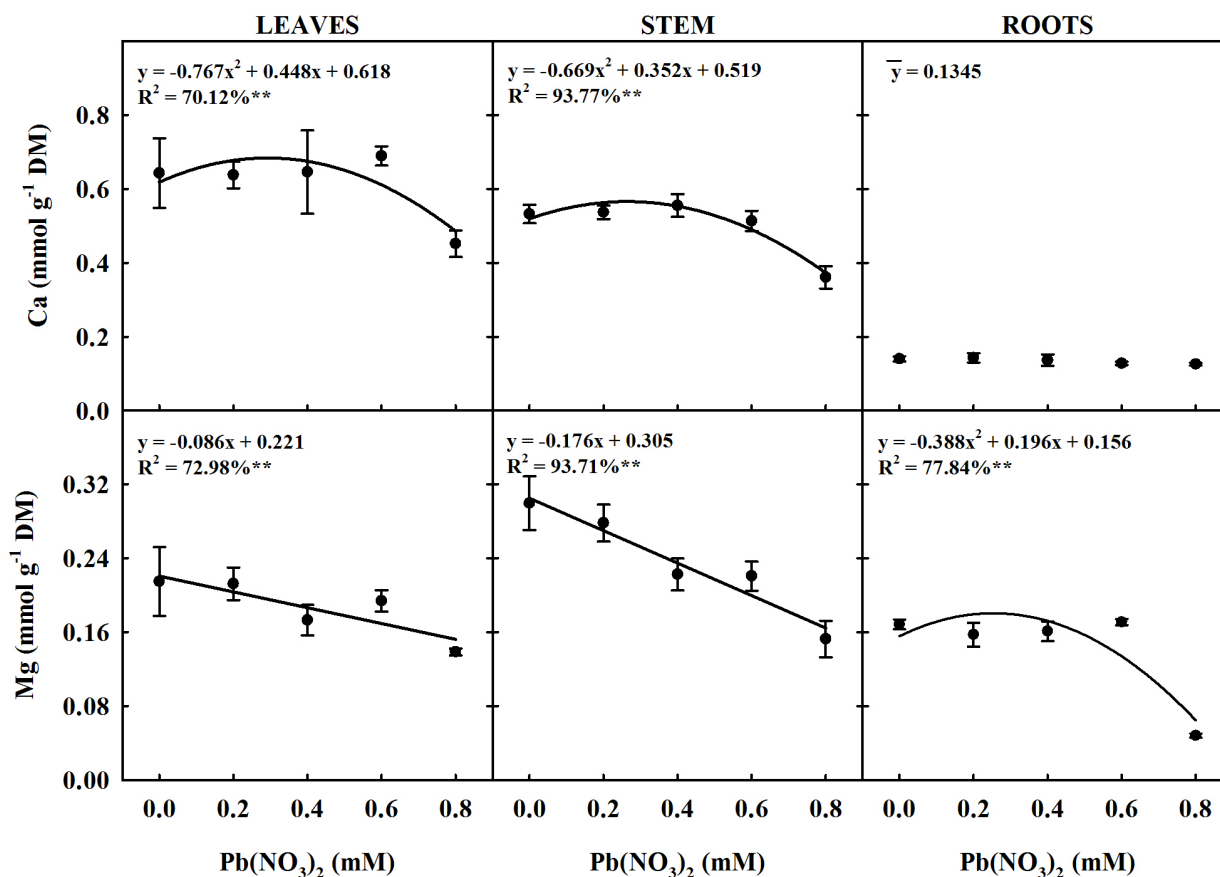 LEAVES STEM ROOTS
y = -0.767x² + 0.448x + 0.618
R² = 70.12%**
y = -0.669x² + 0.352x + 0.519
R² = 93.77%**
y̅ = 0.1345
Ca (mmol g⁻¹ DM)
0.8
0.6
0.4
0.2
0.0
y = -0.086x + 0.221
R² = 72.98%**
y = -0.176x + 0.305
R² = 93.71%**
y = -0.388x² + 0.196x + 0.156
R² = 77.84%**
Mg (mmol g⁻¹ DM)
0.32
0.24
0.16
0.08
0.00
0.0 0.2 0.4 0.6 0.8 0.0 0.2 0.4 0.6 0.8 0.0 0.2 0.4 0.6 0.8
Pb(NO₃)₂ (mM) Pb(NO₃)₂ (mM) Pb(NO₃)₂ (mM)